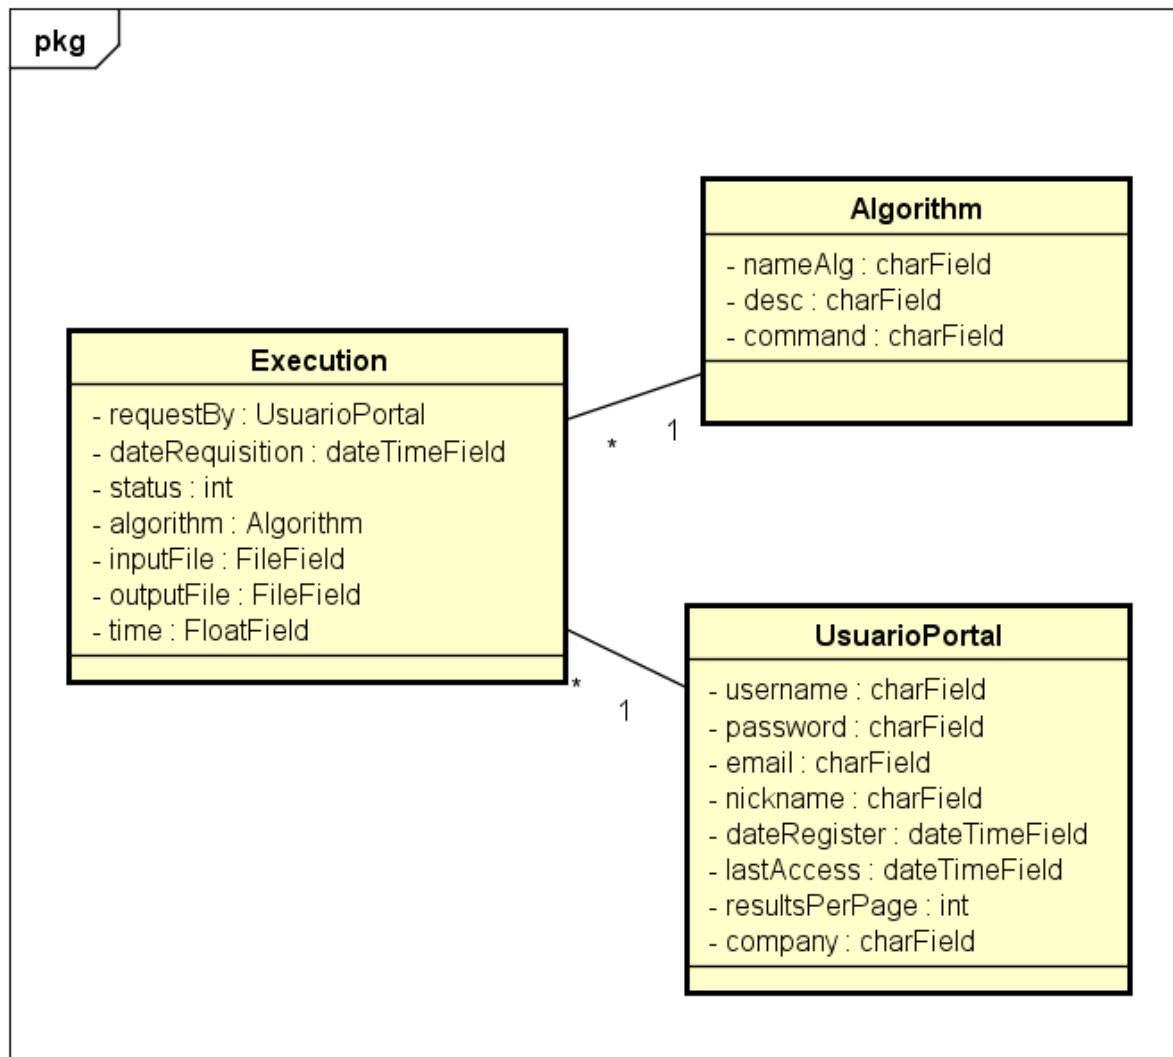 pkg
Algorithm
- nameAlg : charField
- desc : charField
- command : charField
Execution
- requestBy : UsuarioPortal
- dateRequisition : dateTimeField
- status : int
- algorithm : Algorithm
- inputFile : FileField
- outputFile : FileField
- time : FloatField
*
1
*
1
UsuarioPortal
- username : charField
- password : charField
- email : charField
- nickname : charField
- dateRegister : dateTimeField
- lastAccess : dateTimeField
- resultsPerPage : int
- company : charField